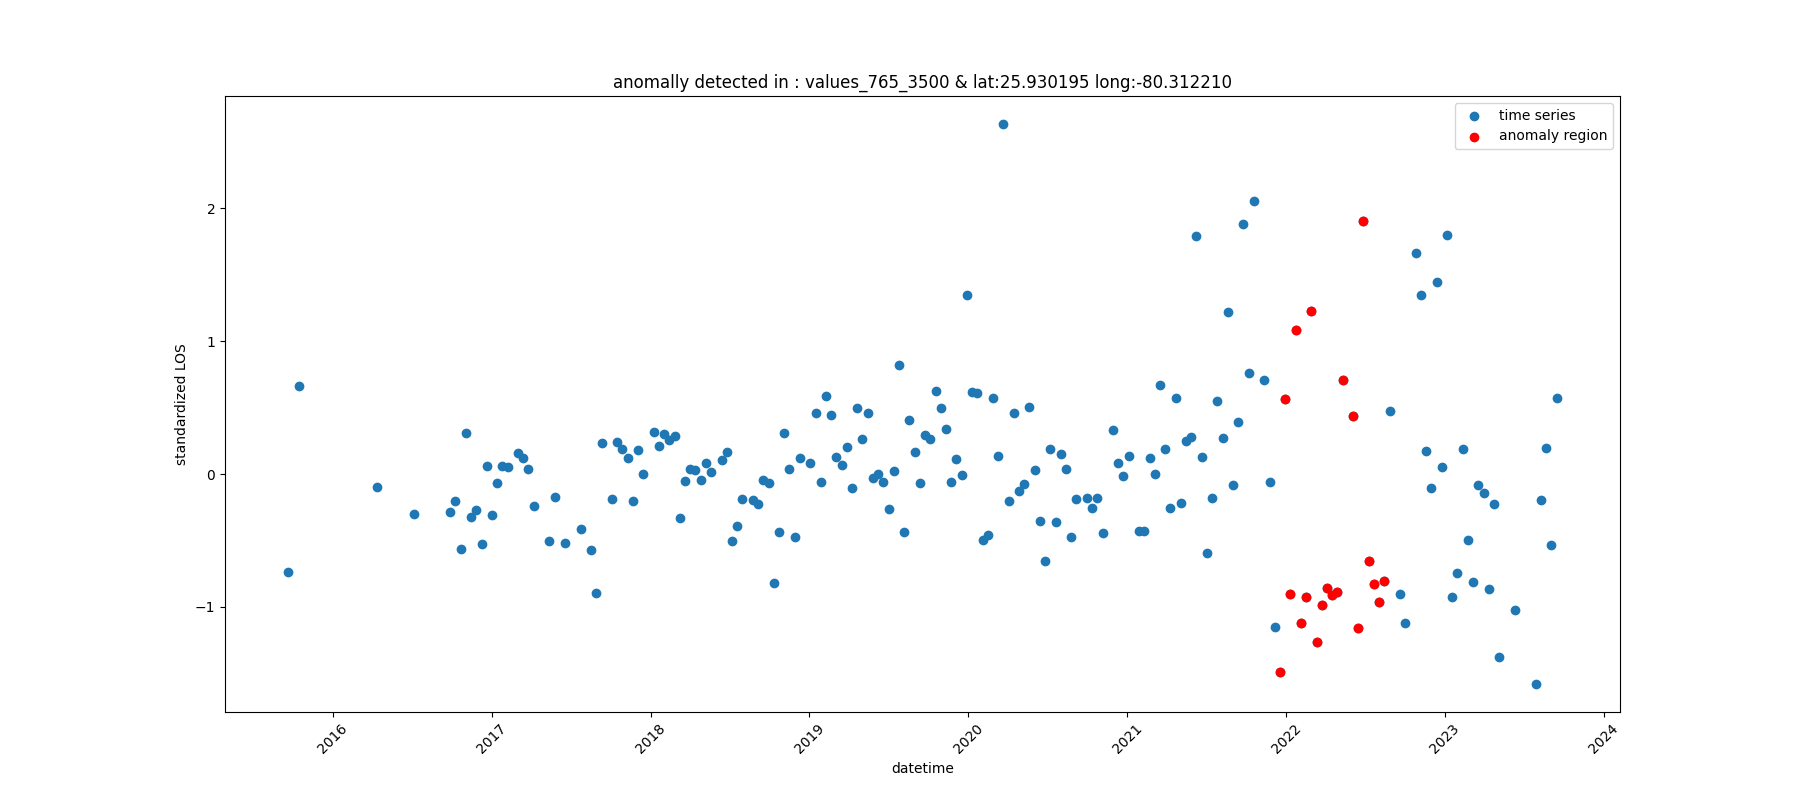 anomally detected in : values_765_3500 & lat:25.930195 long:-80.312210
time series
anomaly region
standardized LOS
2
1
0
−1
2016
2017
2018
2019
2020
2021
2022
2023
2024
datetime